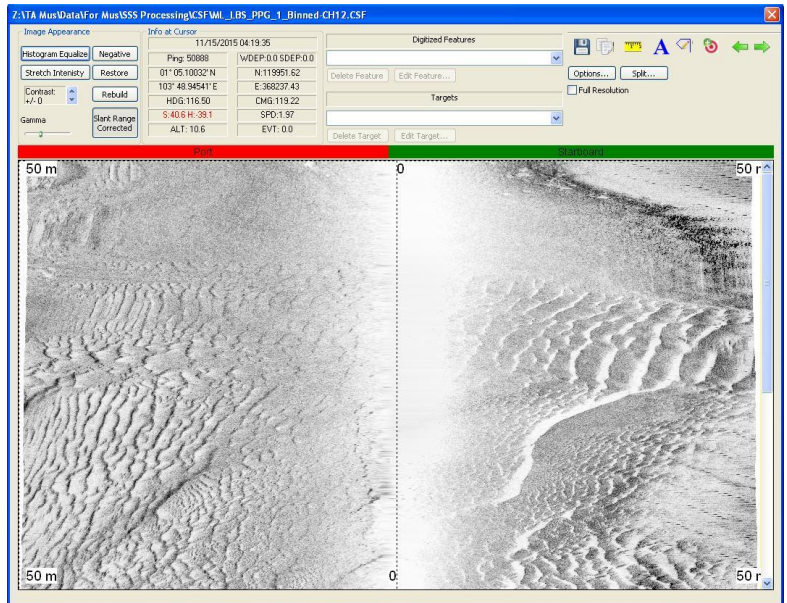 Z:\TA Mus\Data\For Mus\SSS Processing\CSF\ML_LBS_PPG_1_Binned-CH12.CSF
Image Appearance
Histogram Equalize Negative
Stretch Intenisty Restore
Contrast:
+/- 0
Rebuild
Gamma
Slant Range
Corrected
Info at Cursor
11/15/2015 04:19:35
Ping: 50888 WDEP:0.0 SDEP:0.0
01° 05.10832' N N:119951.62
103° 48.94541' E E:368237.43
HDG:116.50 CMG:119.22
S:40.6 H:-39.1 SPD:1.97
ALT: 10.6 EVT: 0.0
Digitized Features
Delete Feature Edit Feature...
Targets
Delete Target Edit Target...
A
Options... Split...
Full Resolution
Port Starboard
50 m 0 50 m
50 m 0 50 m